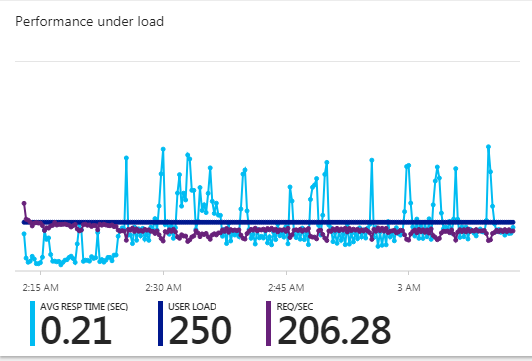 Performance under load
2:15 AM 2:30 AM 2:45 AM 3 AM
AVG RESP TIME (SEC) USER LOAD REQ/SEC
0.21 250 206.28